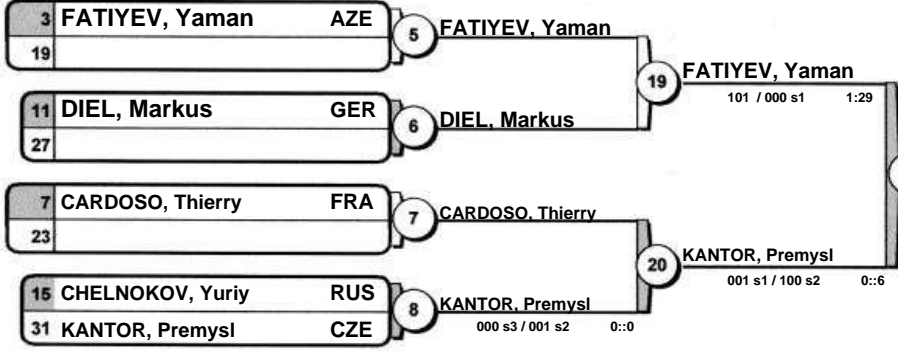 3 FATIYEV, Yaman AZE
19
5
FATIYEV, Yaman
11 DIEL, Markus GER
27
6
DIEL, Markus
19
FATIYEV, Yaman
101 / 000 s1 1:29
7 CARDOSO, Thierry FRA
23
7
CARDOSO, Thierry
15 CHELNOKOV, Yuriy RUS
31 KANTOR, Premysl CZE
8
KANTOR, Premysl
000 s3 / 001 s2 0::0
20
KANTOR, Premysl
001 s1 / 100 s2 0::6